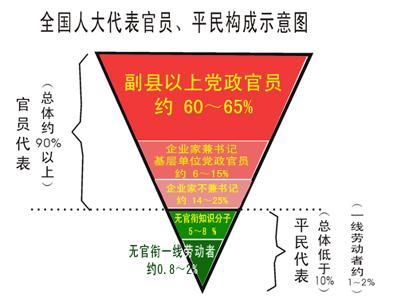 全国人大代表官员、平民构成示意图
副县以上党政官员
约 60～65%
官员代表
(总体约90%以上)
企业家兼书记
基层单位党政官员
约 6～15%
企业家不兼书记
约 14～25%
无官衔知识分子
5～8 %
无官衔一线劳动者
约0.8～2%
平民代表
(总体低于10%)
(一线劳动者约1～2%)